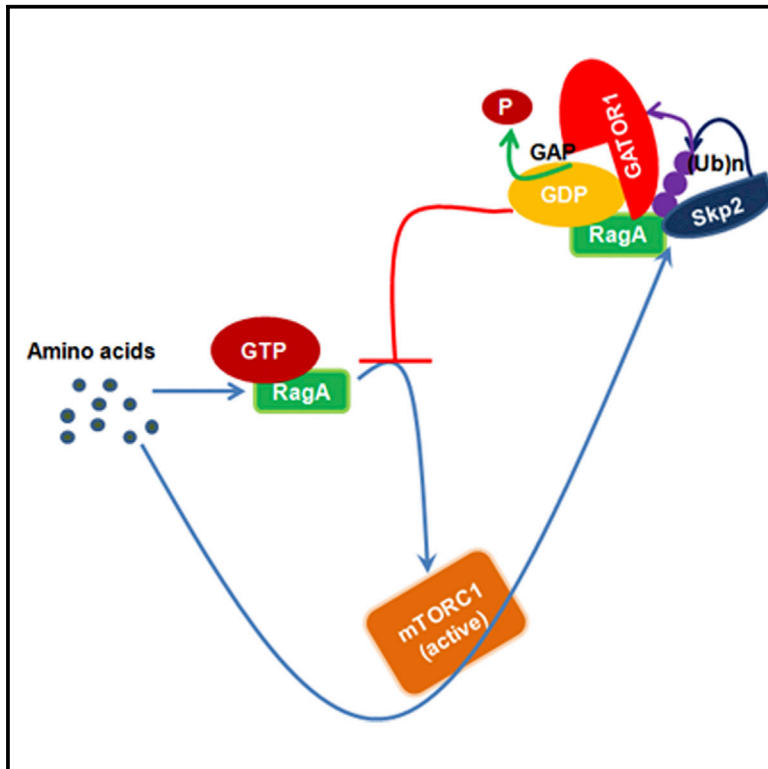 P
GAP
GATOR1
(Ub)n
GDP
Skp2
RagA
Amino acids
GTP
RagA
mTORC1
(active)